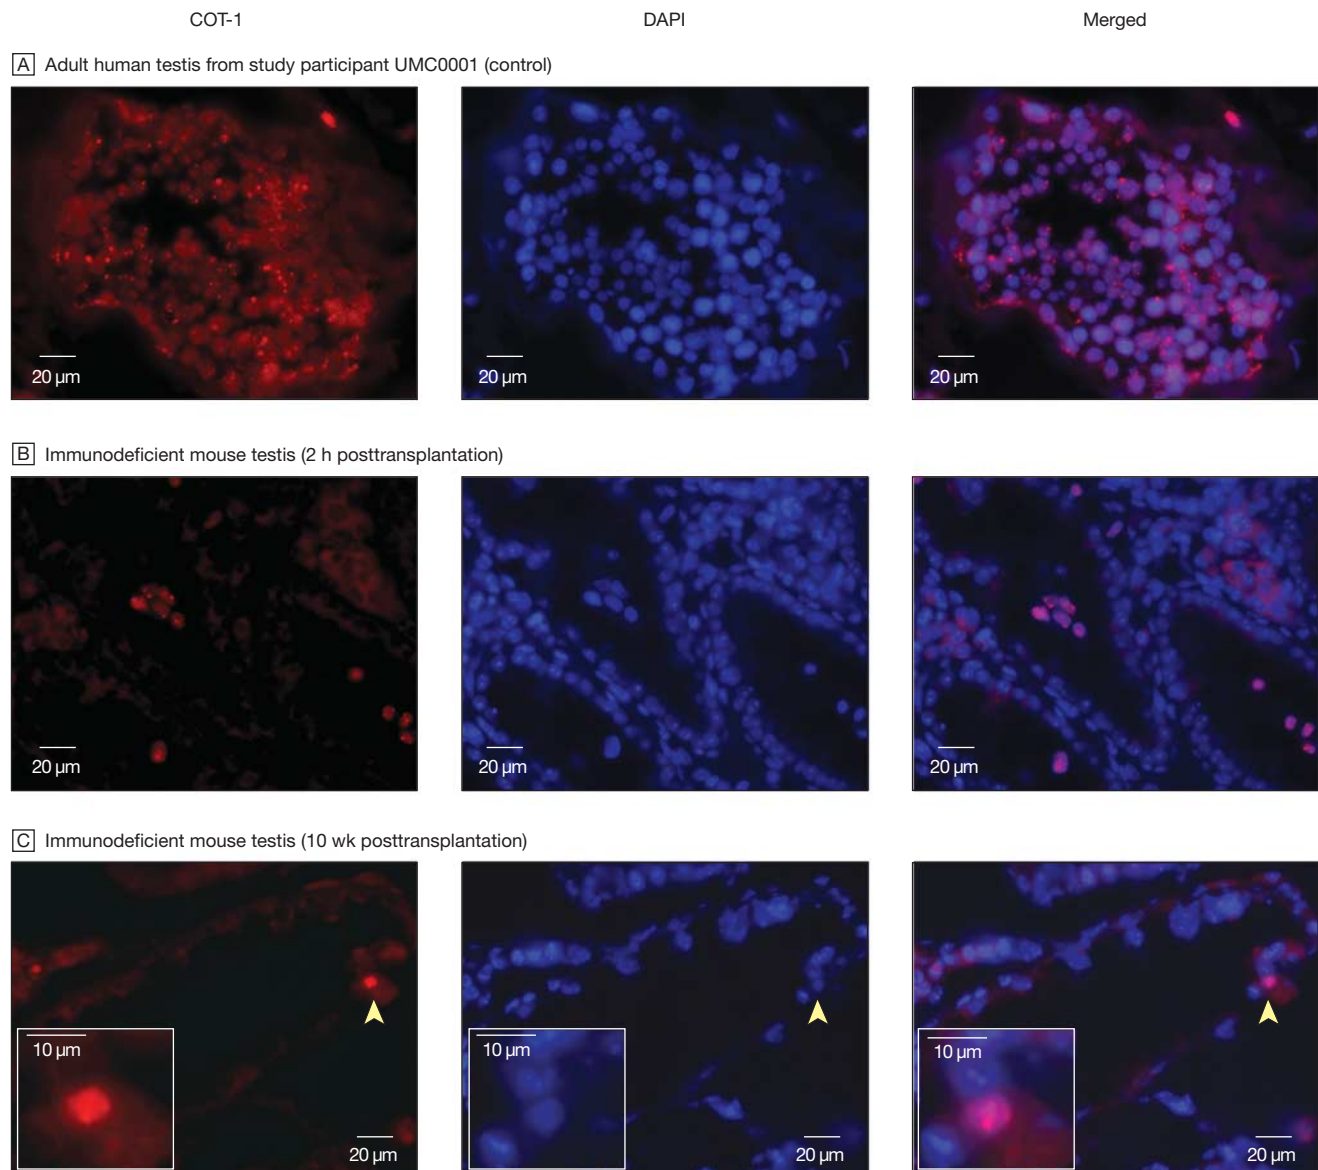 COT-1 DAPI Merged
A Adult human testis from study participant UMC0001 (control)
20 µm 20 µm 20 µm
B Immunodeficient mouse testis (2 h posttransplantation)
20 µm 20 µm 20 µm
C Immunodeficient mouse testis (10 wk posttransplantation)
10 µm 10 µm 10 µm
20 µm 20 µm 20 µm